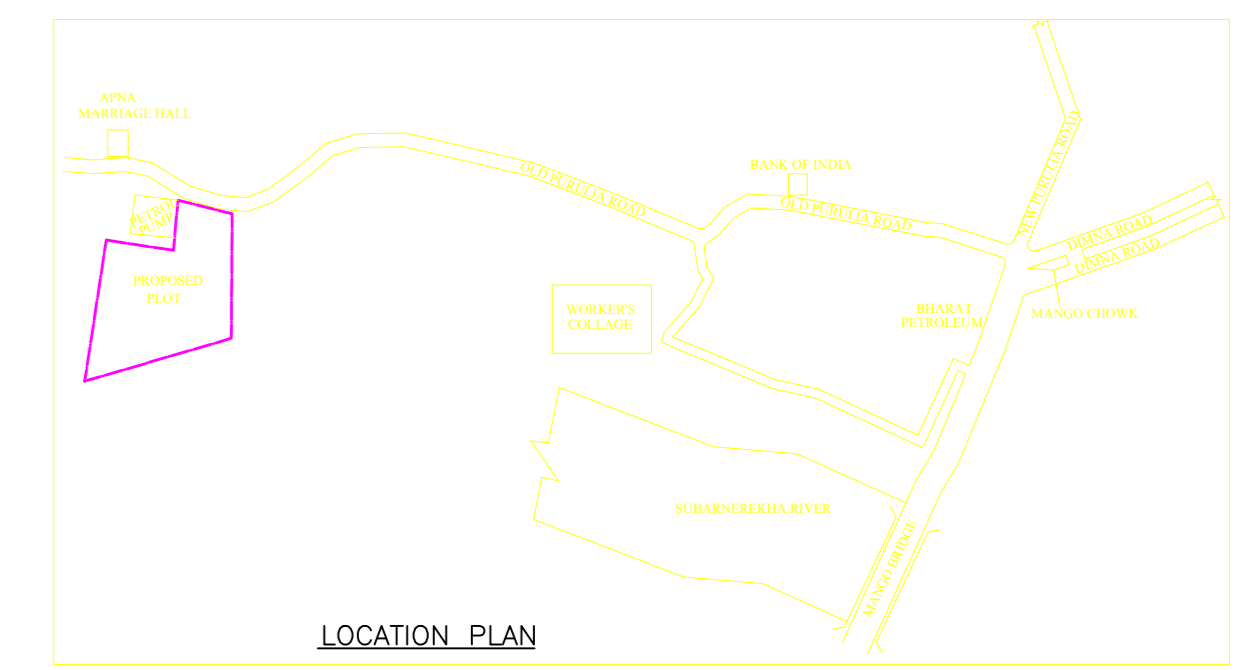 APNA
MARRIAGE HALL
PETROL
PUMP
PROPOSED
PLOT
OLD PURULIA ROAD
BANK OF INDIA
OLD PURULIA ROAD
NEW PURULIA ROAD
DIMNA ROAD
DIMNA ROAD
MANGO CHOWK
BHARAT
PETROLEUM
WORKER'S
COLLAGE
SUBARNEREKHA RIVER
MANGO BRIDGE
LOCATION PLAN